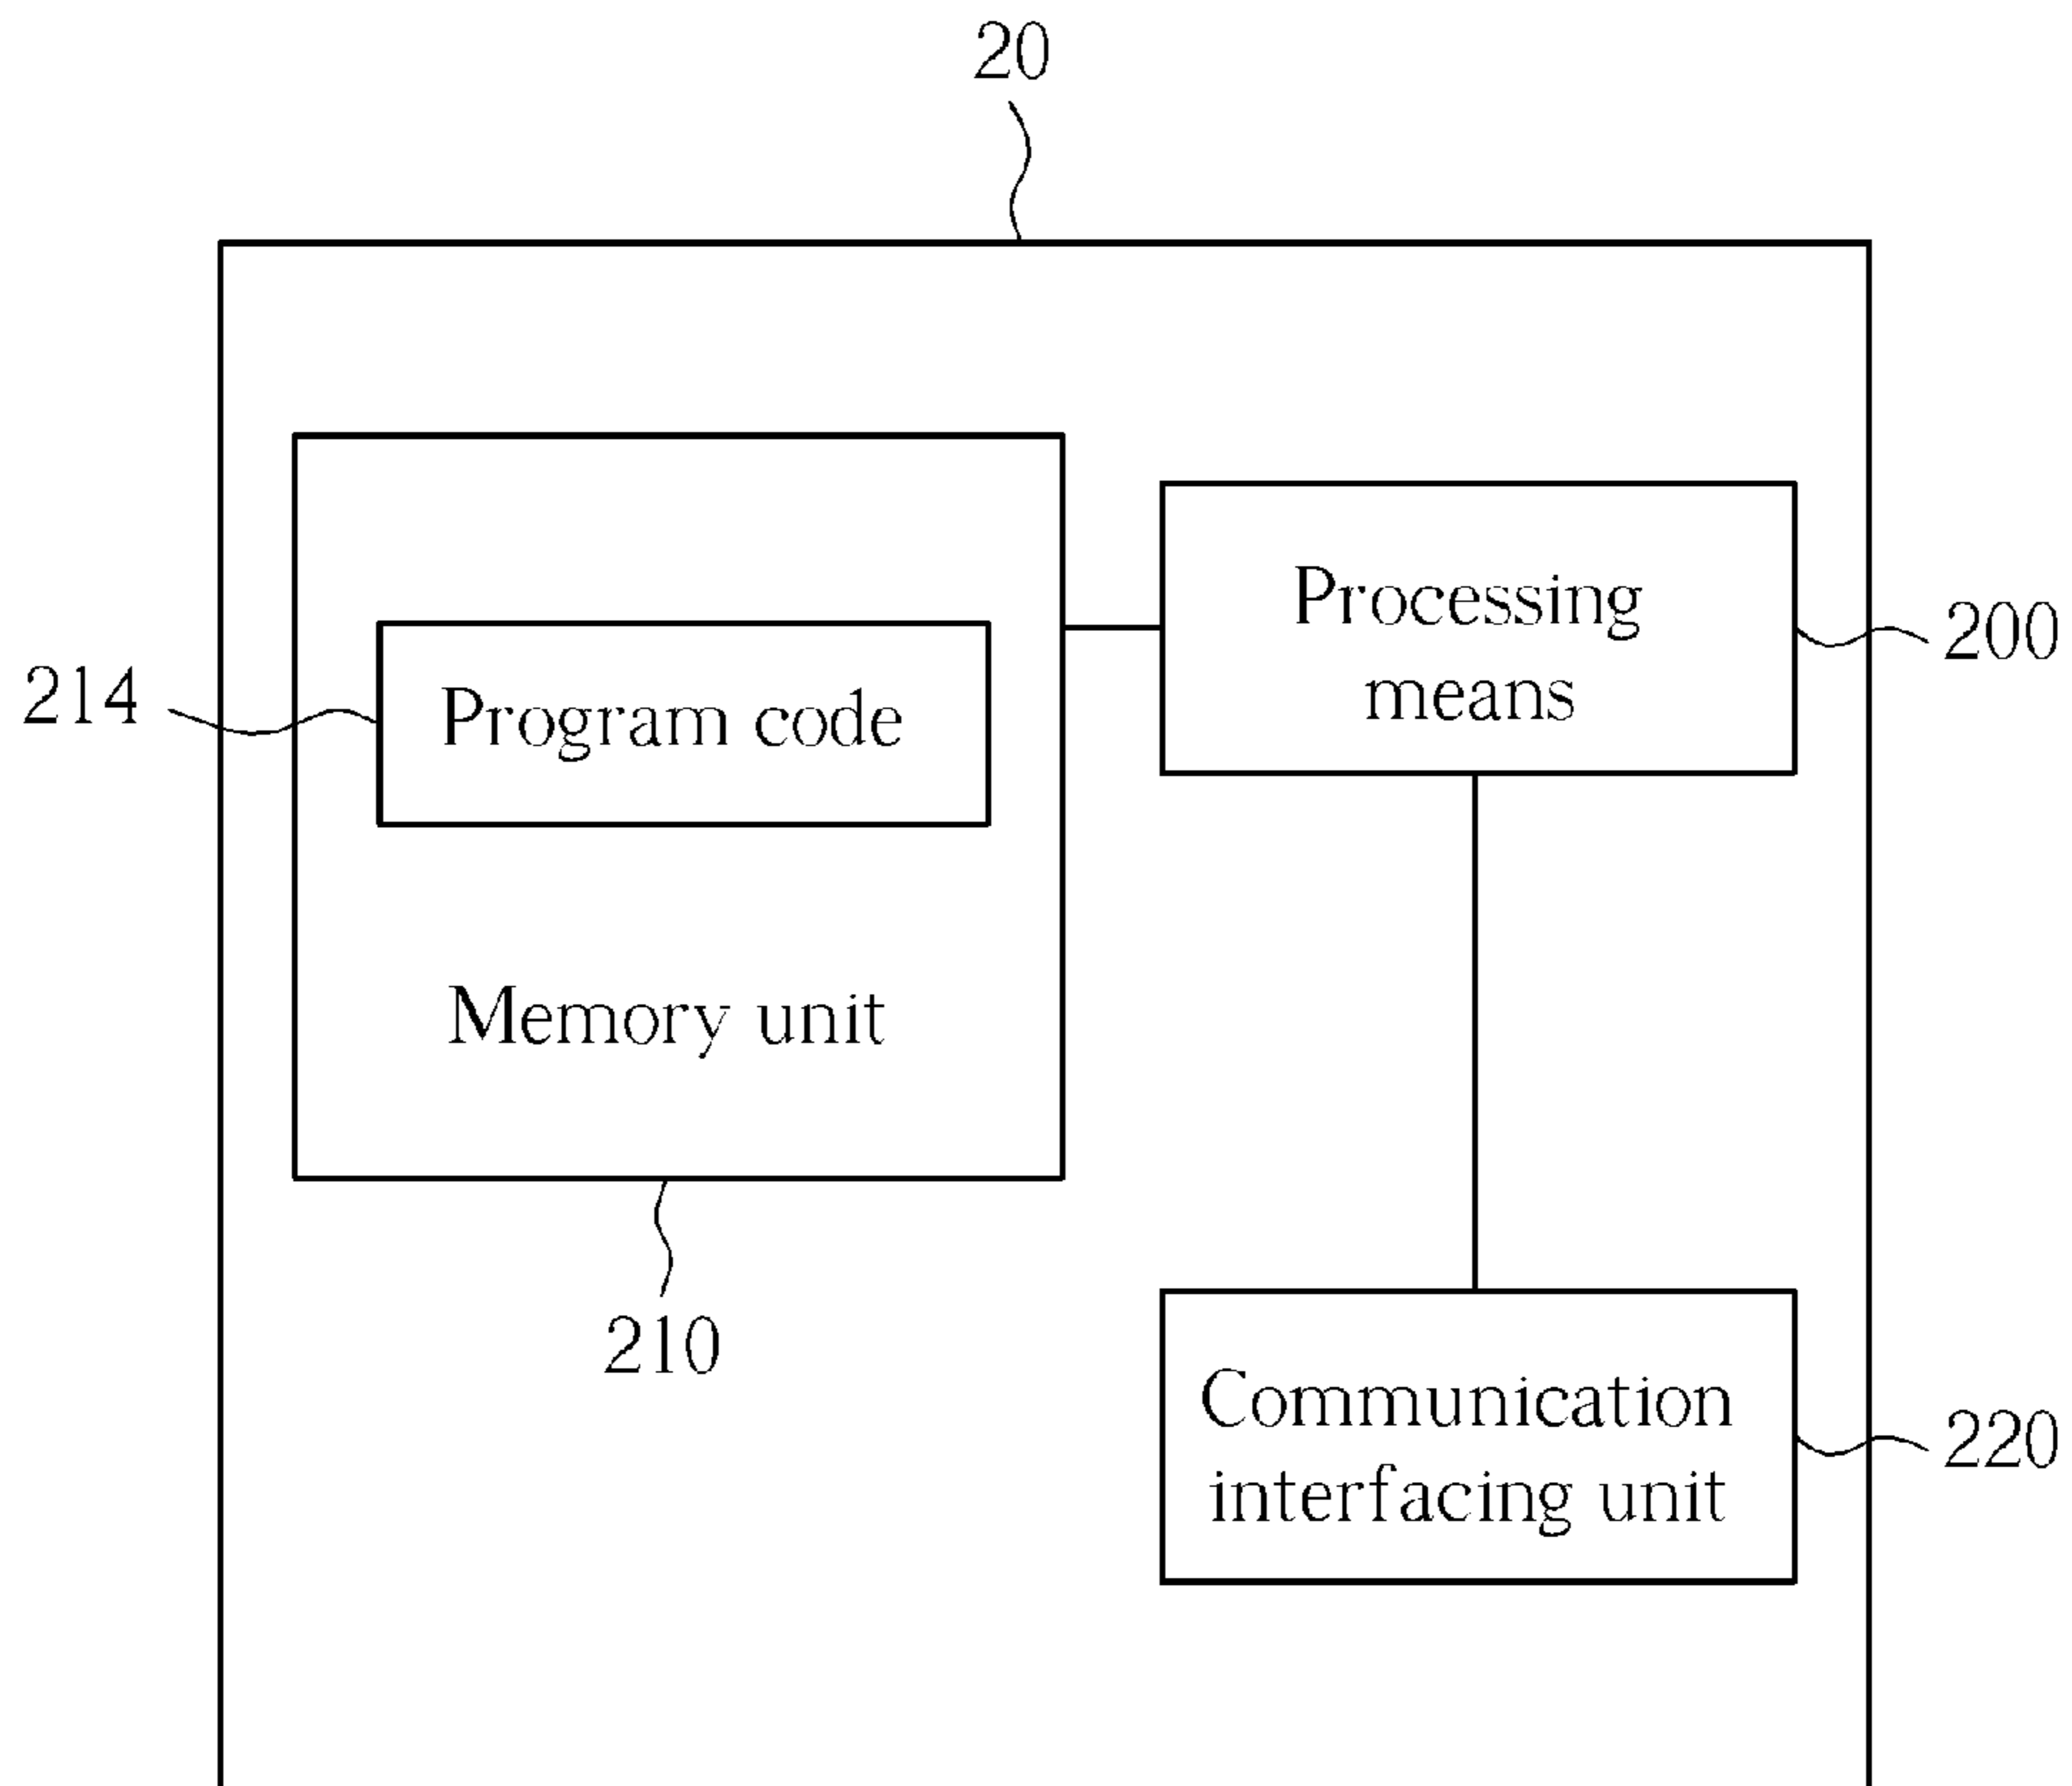 20
Processing
means
200
214
Program code
Memory unit
210
Communication
interfacing unit
220